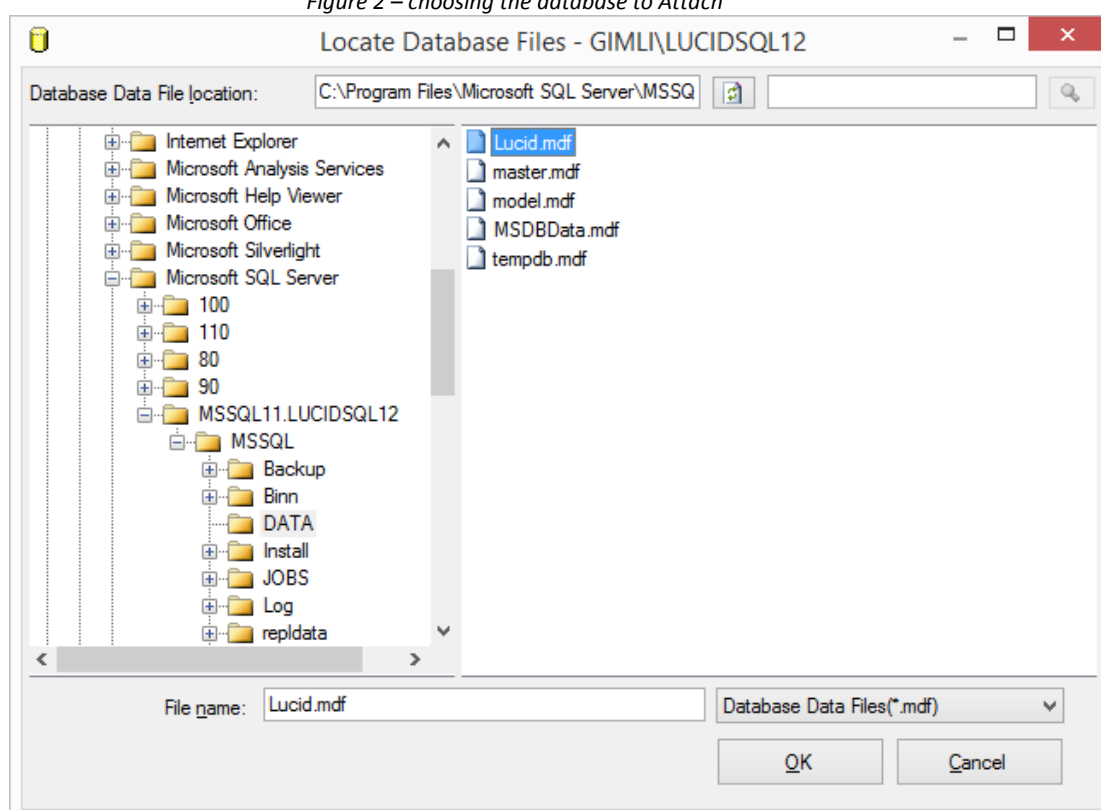 Figure 2 – choosing the database to Attach
Locate Database Files - GIMLI\LUCIDSQL12
Database Data File location:
C:\Program Files\Microsoft SQL Server\MSSQ
Internet Explorer
Microsoft Analysis Services
Microsoft Help Viewer
Microsoft Office
Microsoft Silverlight
Microsoft SQL Server
100
110
80
90
MSSQL11.LUCIDSQL12
MSSQL
Backup
Binn
DATA
Install
JOBS
Log
repldata
Lucid.mdf
master.mdf
model.mdf
MSDBData.mdf
tempdb.mdf
File name:
Lucid.mdf
Database Data Files(*.mdf)
OK
Cancel